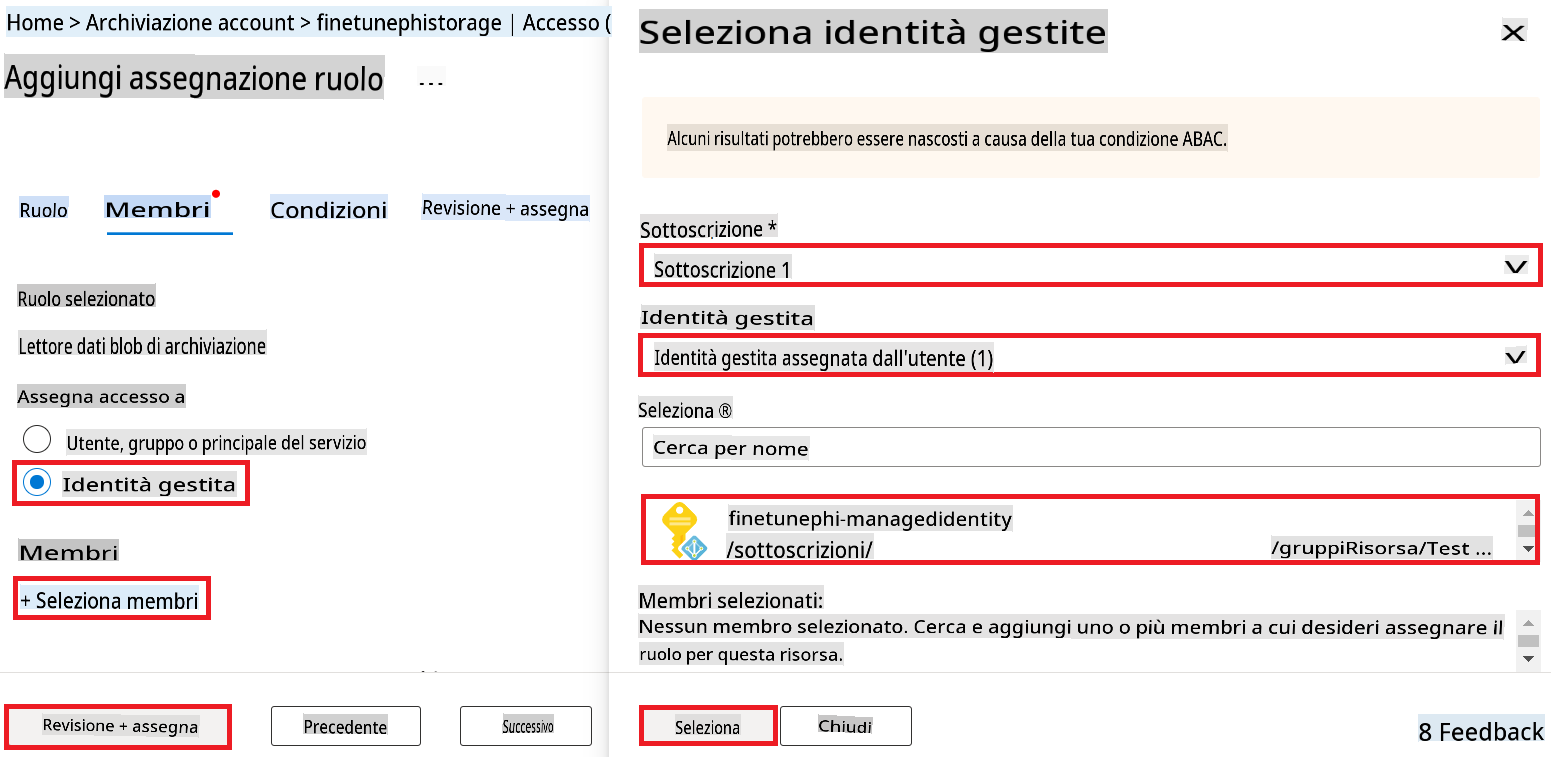 Home > Archiviazione account > finetunephistorage | Accesso (
Aggiungi assegnazione ruolo
...
Ruolo
Membri
Condizioni
Revisione + assegna
Ruolo selezionato
Lettore dati blob di archiviazione
Assegna accesso a
Utente, gruppo o principale del servizio
Identità gestita
Membri
+ Seleziona membri
Revisione + assegna
Precedente
Successivo
Seleziona identità gestite
Alcuni risultati potrebbero essere nascosti a causa della tua condizione ABAC.
Sottoscrizione *
Sottoscrizione 1
Identità gestita
Identità gestita assegnata dall'utente (1)
Seleziona ®
Cerca per nome
finetunephi-managedidentity
/sottoscrizioni/ /gruppiRisorsa/Test ...
Membri selezionati:
Nessun membro selezionato. Cerca e aggiungi uno o più membri a cui desideri assegnare il
ruolo per questa risorsa.
Seleziona
Chiudi
8 Feedback